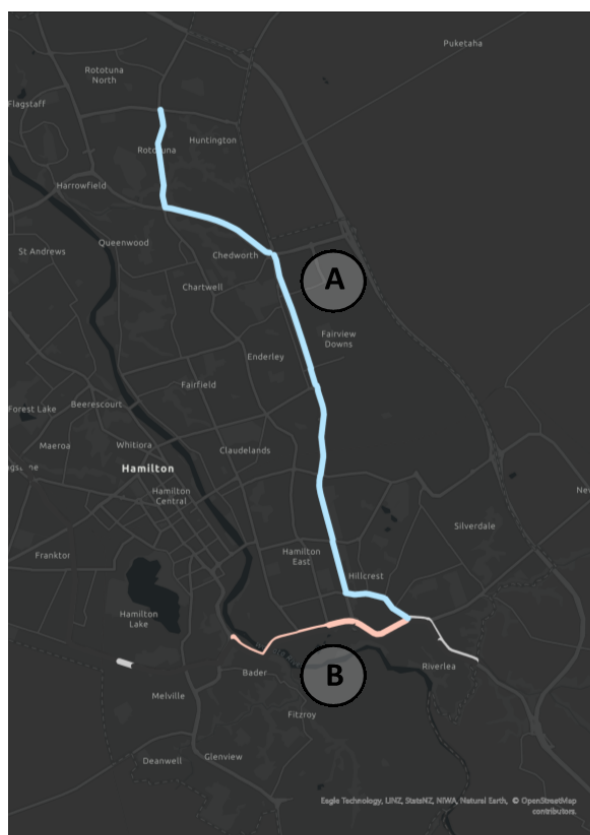 Puketaha
Rototuna
North
Flagstaff
Huntington
Rototuna
Harrowfield
Queenwood
St Andrews
Chedworth
A
Chartwell
Fairview
Downs
Enderley
Fairfield
Forest Lake
Beerescourt
Maeroa
Whitiora
Claudelands
Hamilton
Hamilton
Central
Silverdale
Frankton
Hamilton
East
Hillcrest
Hamilton
Lake
Riverlea
Bader
B
Melville
Fitzroy
Glenview
Deanwell
Eagle Technology, LINZ, StatsNZ, NIWA, Natural Earth, © OpenStreetMap
contributors.